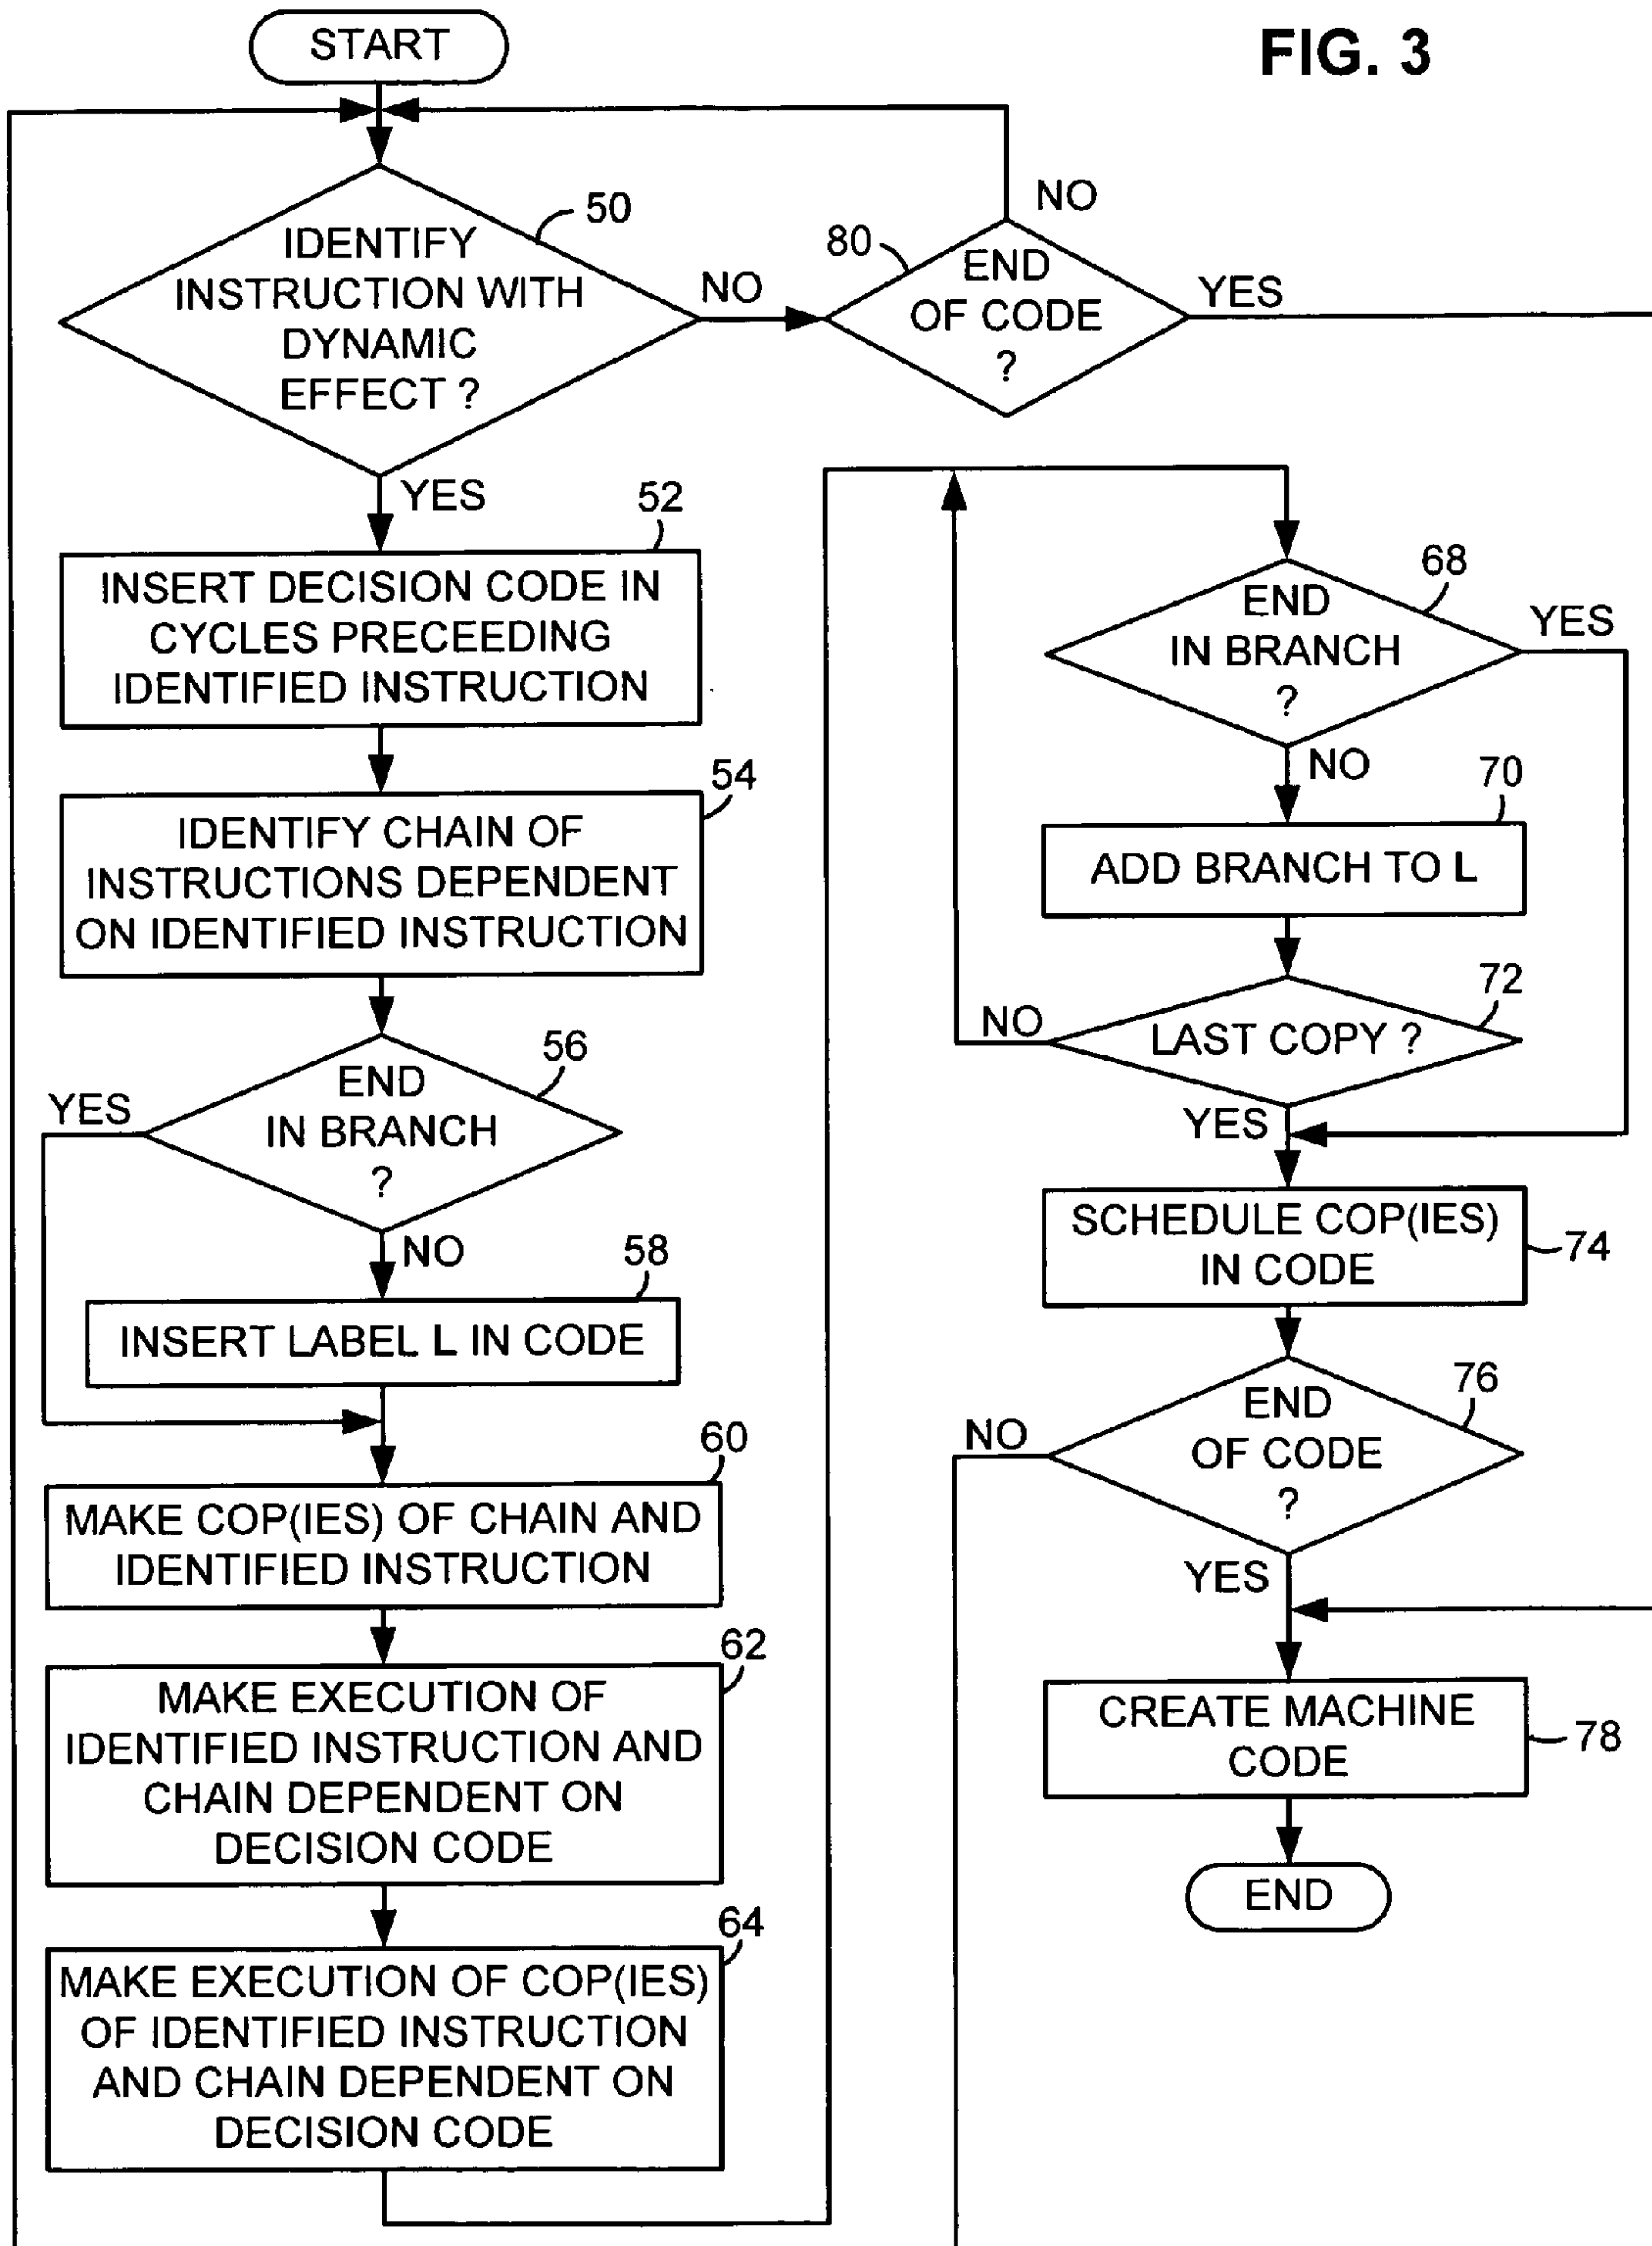 FIG. 3
START
50
IDENTIFY
INSTRUCTION WITH
DYNAMIC
EFFECT ?
NO
YES
80
END
OF CODE
?
NO
YES
52
INSERT DECISION CODE IN
CYCLES PRECEEDING
IDENTIFIED INSTRUCTION
54
IDENTIFY CHAIN OF
INSTRUCTIONS DEPENDENT
ON IDENTIFIED INSTRUCTION
56
END
IN BRANCH
?
YES
NO
58
INSERT LABEL L IN CODE
60
MAKE COP(IES) OF CHAIN AND
IDENTIFIED INSTRUCTION
62
MAKE EXECUTION OF
IDENTIFIED INSTRUCTION AND
CHAIN DEPENDENT ON
DECISION CODE
64
MAKE EXECUTION OF COP(IES)
OF IDENTIFIED INSTRUCTION
AND CHAIN DEPENDENT ON
DECISION CODE
68
END
IN BRANCH
?
YES
NO
70
ADD BRANCH TO L
72
LAST COPY ?
NO
YES
SCHEDULE COP(IES)
IN CODE
74
76
END
OF CODE
?
NO
YES
CREATE MACHINE
CODE
78
END